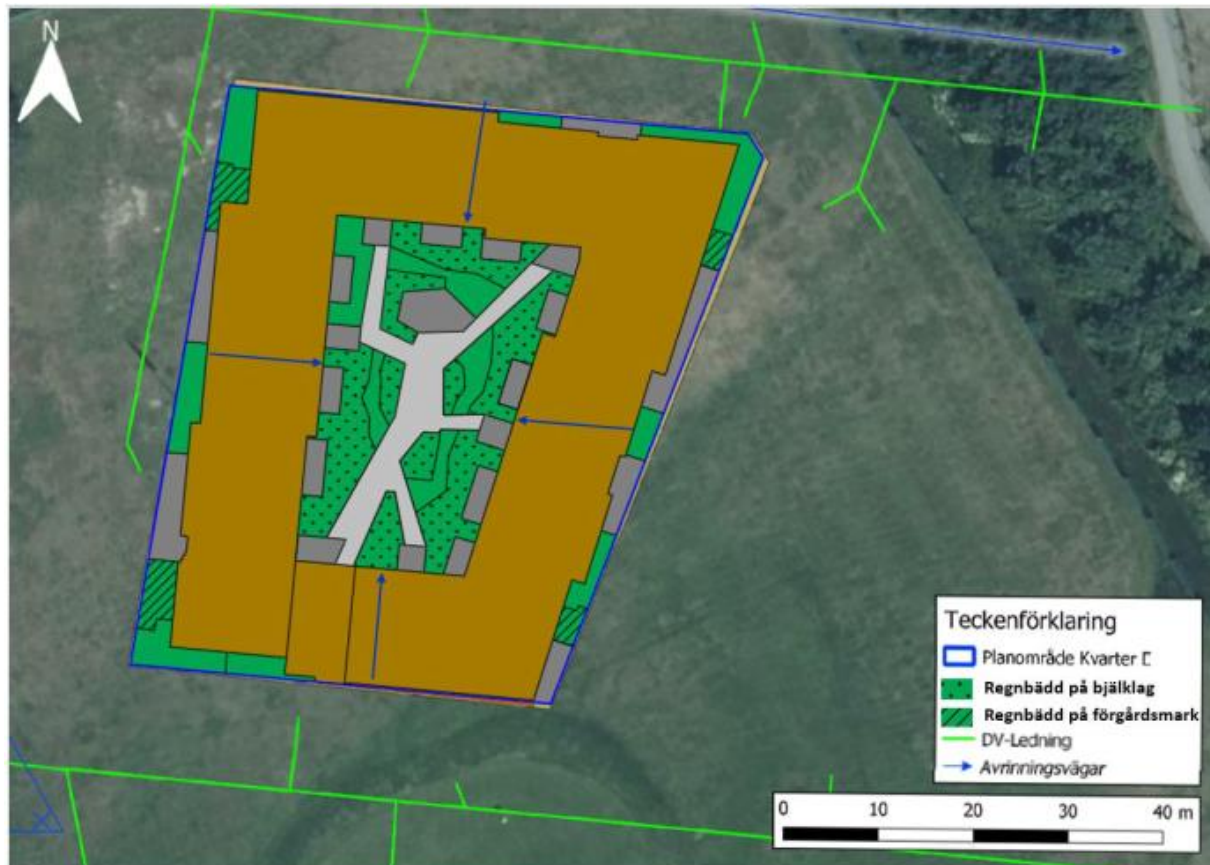 N
Teckenförklaring
Planområde Kvarter E
Regnbädd på bjälklag
Regnbädd på förgårdsmark
DV-Ledning
Avrinningsvägar
0 10 20 30 40 m